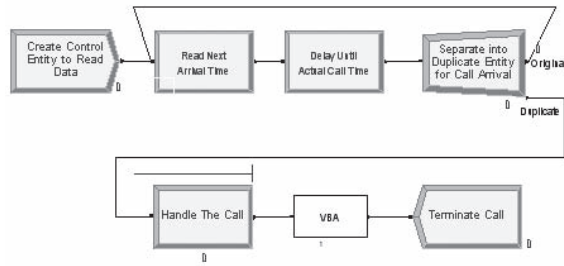 Create Control
Entity to Read
Data
Read Next
Arrival Time
Delay Until
Actual Call Time
Separate into
Duplicate Entity
for Call Arrival
0
Origina
0
0
Duplicate
Handle The Call
VBA
Terminate Call
0
1
0